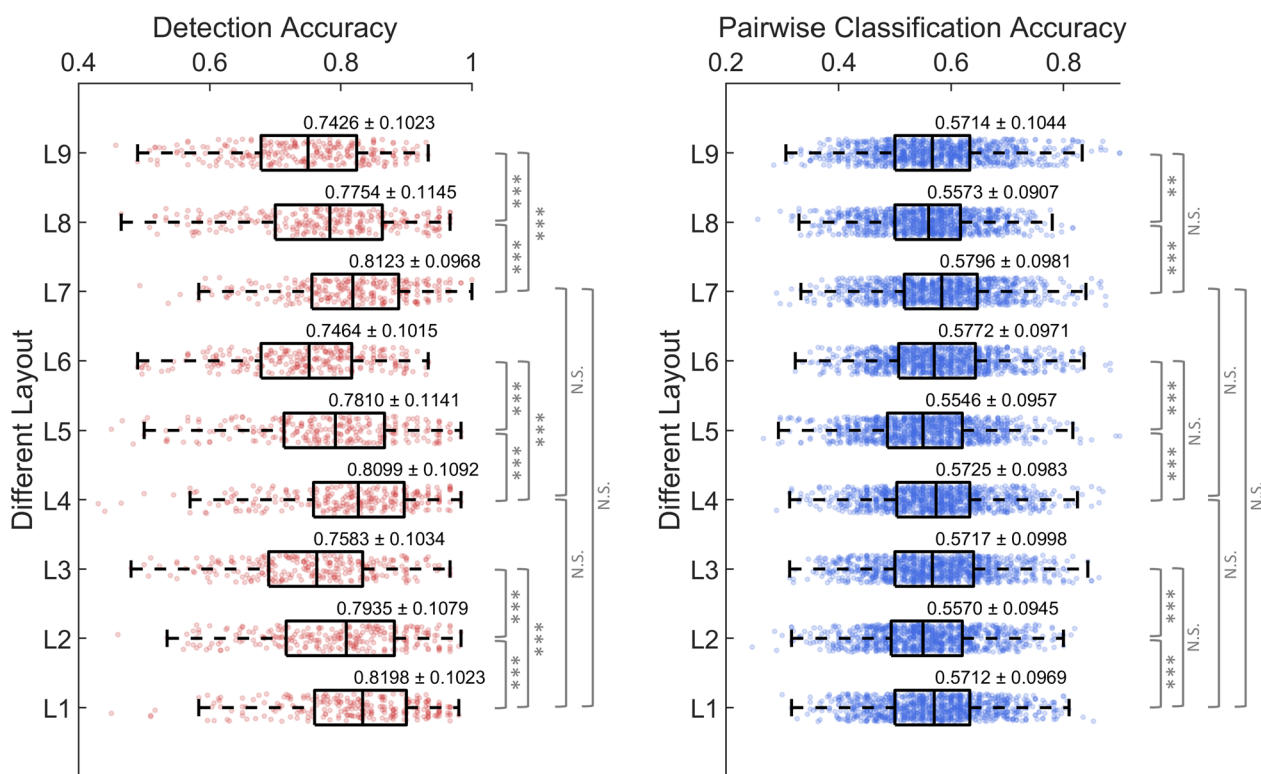 Detection Accuracy
0.4 0.6 0.8 1
Different Layout
L9
0.7426 ± 0.1023
L8
0.7754 ± 0.1145
L7
0.8123 ± 0.0968
L6
0.7464 ± 0.1015
L5
0.7810 ± 0.1141
L4
0.8099 ± 0.1092
L3
0.7583 ± 0.1034
L2
0.7935 ± 0.1079
L1
0.8198 ± 0.1023
***
***
***
***
***
***
***
***
***
N.S.
N.S.
N.S.
Pairwise Classification Accuracy
0.2 0.4 0.6 0.8
Different Layout
L9
0.5714 ± 0.1044
L8
0.5573 ± 0.0907
L7
0.5796 ± 0.0981
L6
0.5772 ± 0.0971
L5
0.5546 ± 0.0957
L4
0.5725 ± 0.0983
L3
0.5717 ± 0.0998
L2
0.5570 ± 0.0945
L1
0.5712 ± 0.0969
**
***
N.S.
***
***
N.S.
***
***
N.S.
N.S.
N.S.
N.S.